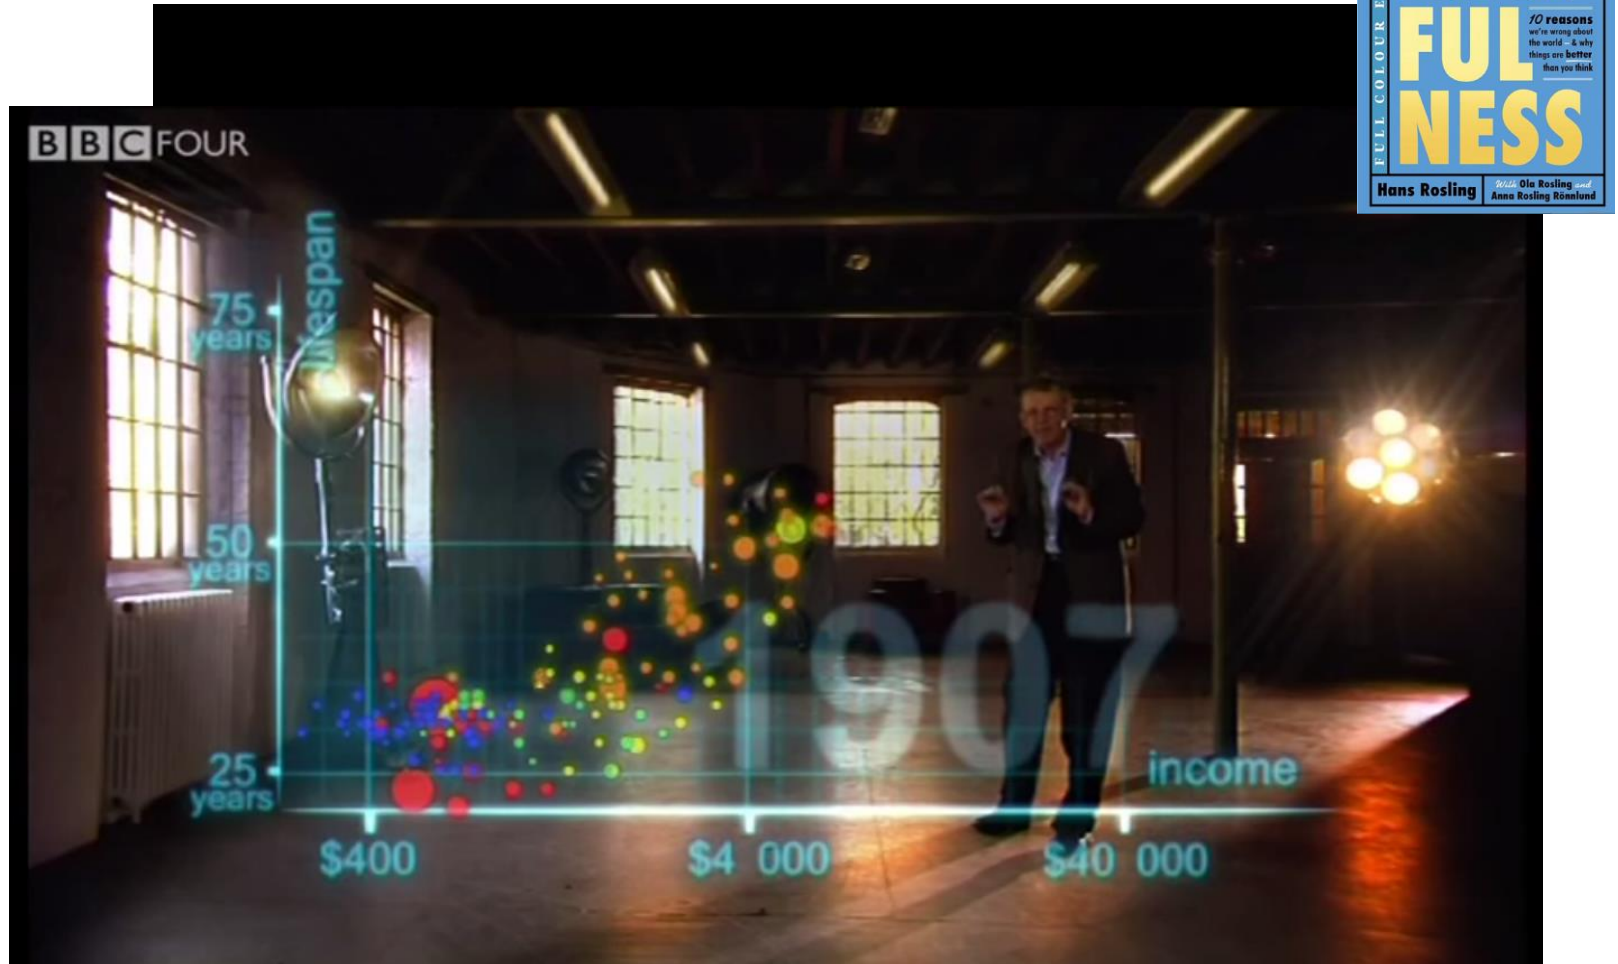 FULL COLOUR E
FUL
NESS
10 reasons
we're wrong about
the world – & why
things are better
than you think
Hans Rosling
With Ola Rosling and
Anna Rosling Rönnlund
BBC FOUR
lifespan
75
years
50
years
25
years
1907
income
$400
$4 000
$40 000